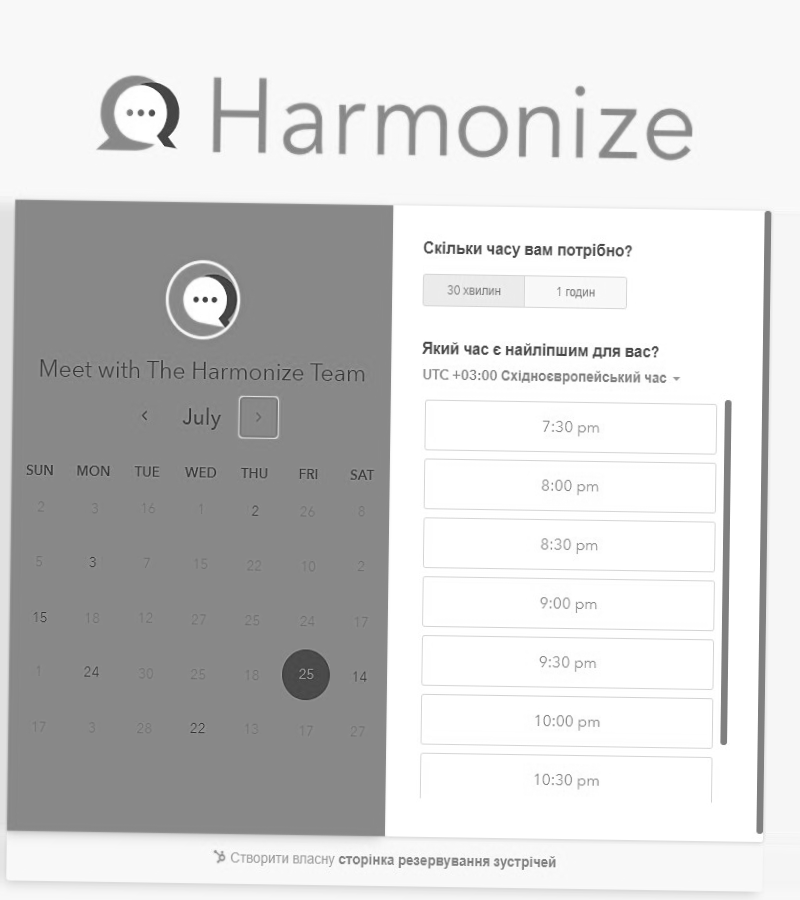 Harmonize
Meet with The Harmonize Team
July
SUN MON TUE WED THU FRI SAT
2 3 16 1 2 26 8
5 3 7 15 22 10 2
15 18 12 27 25 24 17
1 24 30 25 18 25 14
17 3 28 22 13 17 27
Скільки часу вам потрібно?
30 хвилин 1 годин
Який час є найліпшим для вас?
UTC +03:00 Східноєвропейський час
7:30 pm
8:00 pm
8:30 pm
9:00 pm
9:30 pm
10:00 pm
10:30 pm
Створити власну сторінка резервування зустрічей